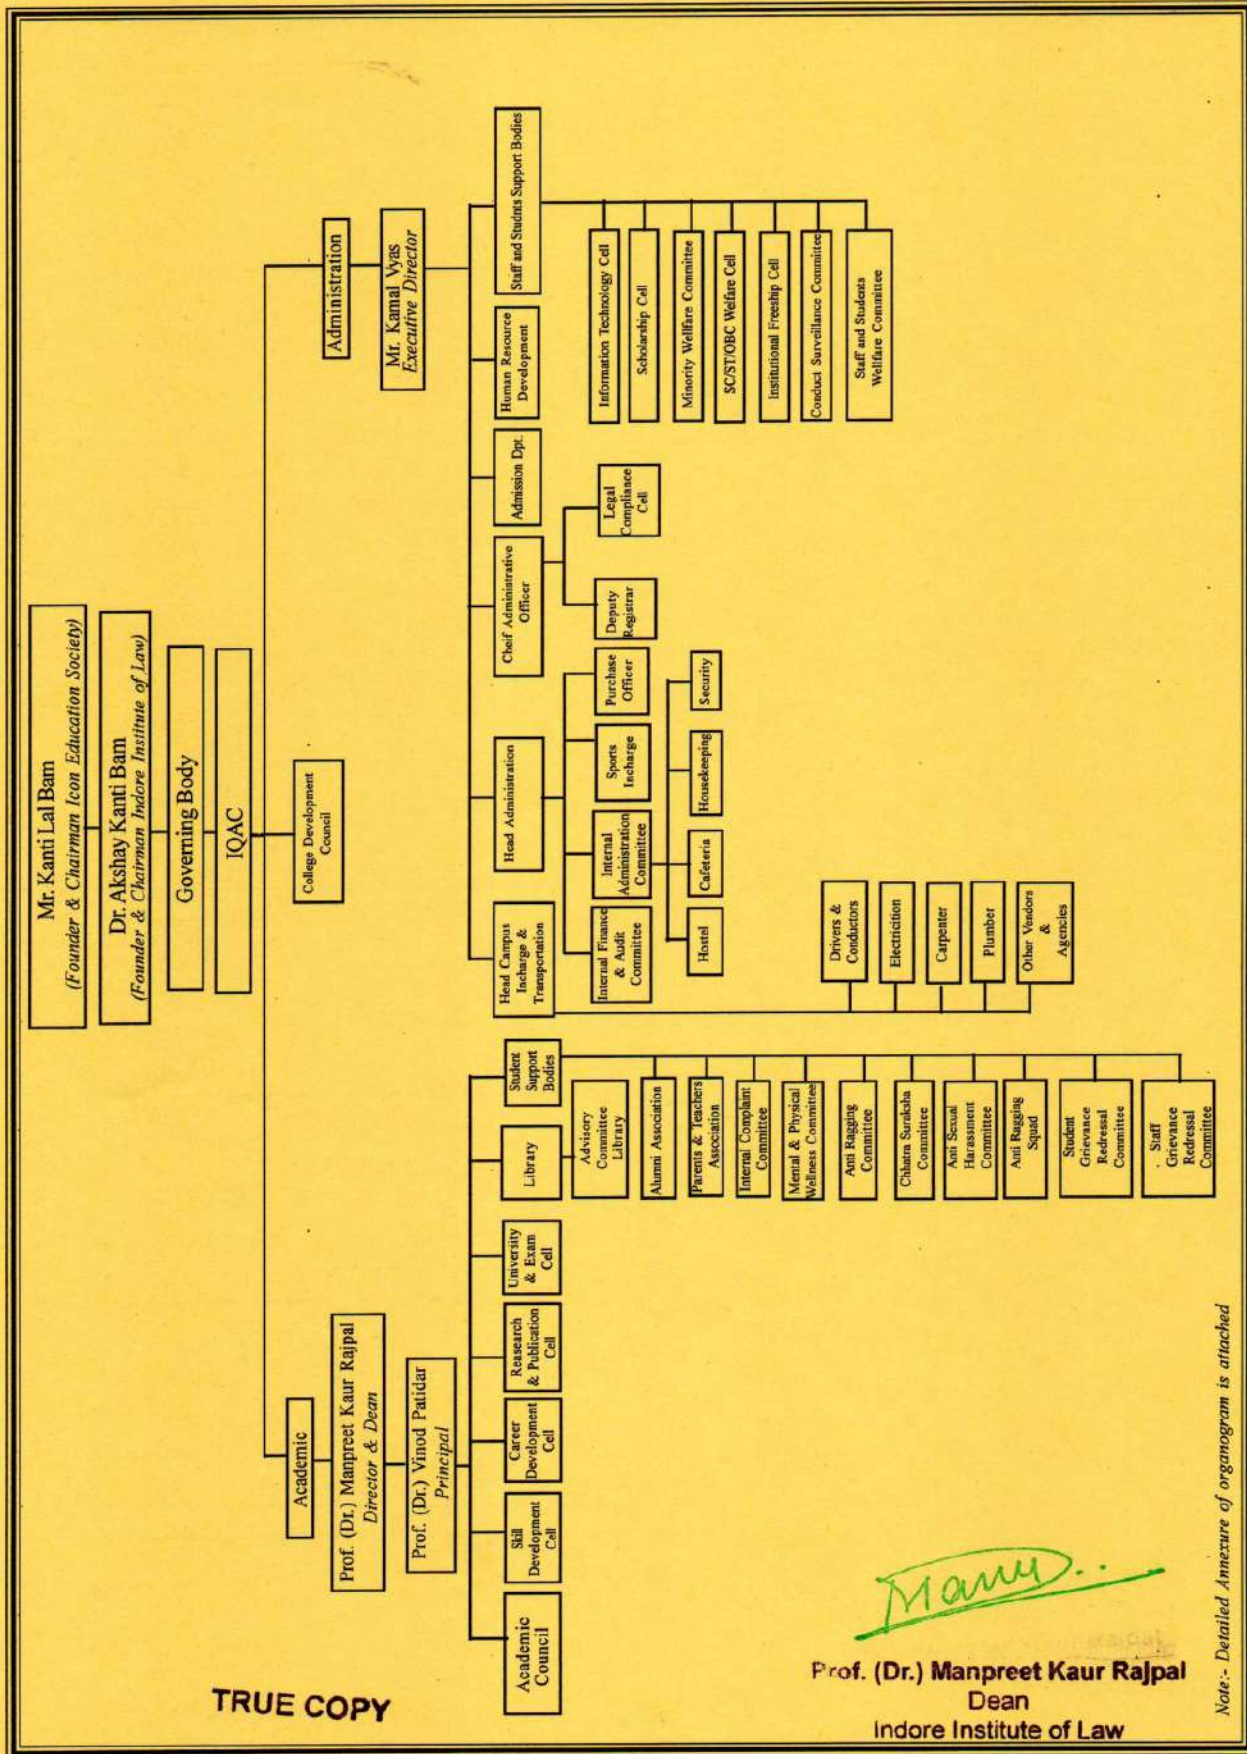 Mr. Kanti Lal Bam
(Founder & Chairman Icon Education Society)
Dr. Akshay Kanti Bam
(Founder & Chairman Indore Institute of Law)
Governing Body
IQAC
College Development
Council
Academic
Prof. (Dr.) Manpreet Kaur Rajpal
Director & Dean
Prof. (Dr.) Vinod Patidar
Principal
Academic
Council
Skill
Development
Cell
Career
Development
Cell
Reasearch
& Publication
Cell
University
& Exam
Cell
Library
Advisory
Committee
Library
Student
Support
Bodies
Alumni Association
Parents & Teachers
Association
Internal Complaint
Committee
Mental & Physical
Wellness Committee
Anti Ragging
Committee
Chhatra Suraksha
Committee
Anti Sexual
Harassment
Committee
Anti Ragging
Squad
Student
Grievance
Redressal
Committee
Staff
Grievance
Redressal
Committee
Administration
Mr. Kamal Vyas
Executive Director
Head Campus
Incharge &
Transportation
Drivers &
Conductors
Electricition
Carpenter
Plumber
Other Vendors
&
Agencies
Head Administration
Internal Finance
& Audit
Committee
Internal
Administration
Committee
Sports
Incharge
Purchase
Officer
Hostel
Cafeteria
Housekeeping
Security
Cheif Administrative
Officer
Deputy
Registrar
Legal
Compliance
Cell
Admission Dpt.
Human Resource
Development
Staff and Studnts Support Bodies
Information Technology Cell
Scholarship Cell
Minority Wellfare Committee
SC/ST/OBC Welfare Cell
Institutional Freeship Cell
Conduct Surveillance Committee
Staff and Students
Wellfare Committee
Note:- Detailed Annexure of organogram is attached
TRUE COPY
Prof. (Dr.) Manpreet Kaur Rajpal
Dean
Indore Institute of Law